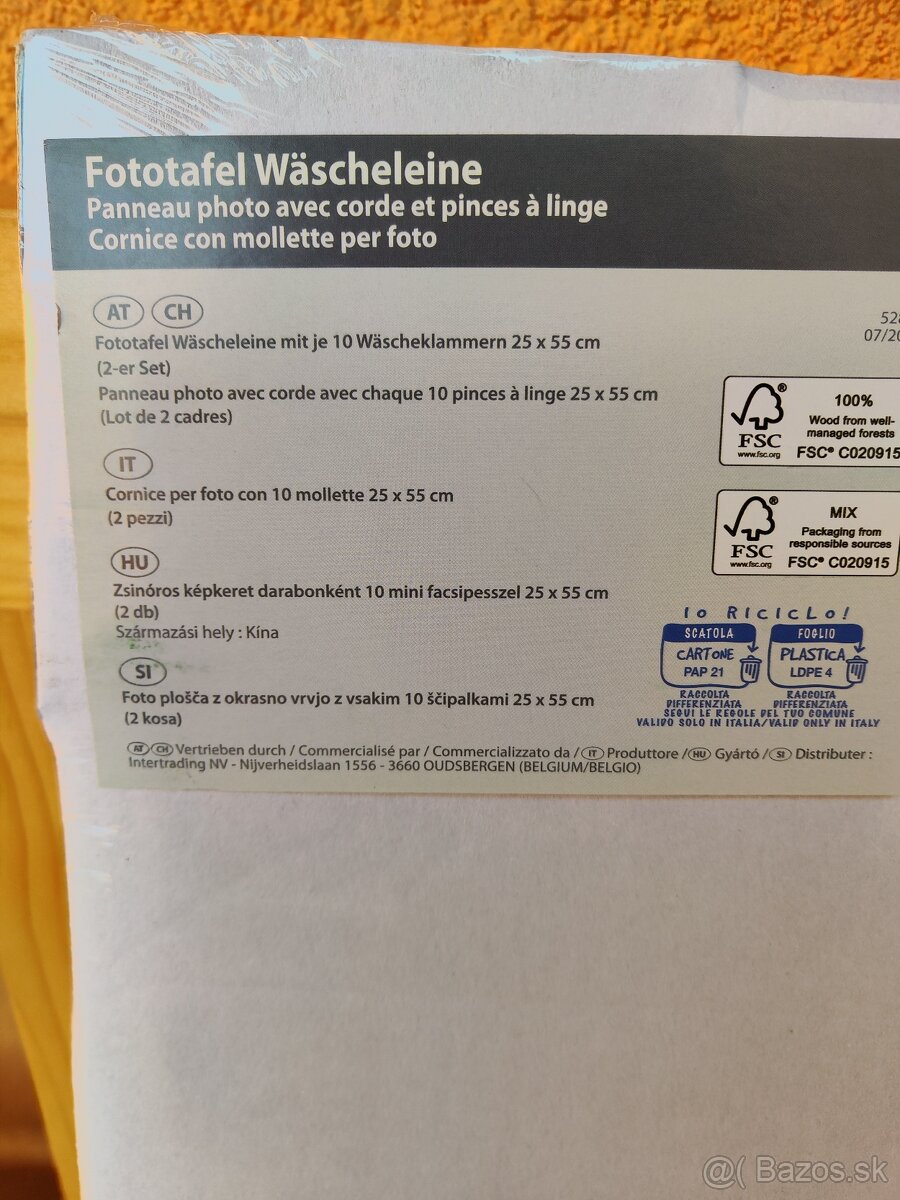 Fototafel Wäscheleine
Panneau photo avec corde et pinces à linge
Cornice con mollette per foto
AT CH
Fototafel Wäscheleine mit je 10 Wäscheklammern 25 x 55 cm
(2-er Set)
Panneau photo avec corde avec chaque 10 pinces à linge 25 x 55 cm
(Lot de 2 cadres)
IT
Cornice per foto con 10 mollette 25 x 55 cm
(2 pezzi)
HU
Zsinóros képkeret darabonként 10 mini facsipesszel 25 x 55 cm
(2 db)
Származási hely : Kína
SI
Foto plošča z okrasno vrvjo z vsakim 10 ščipalkami 25 x 55 cm
(2 kosa)
AT CH Vertrieben durch / Commercialisé par / Commercializzato da / IT Produttore / HU Gyártó / SI Distributer :
Intertrading NV - Nijverheidslaan 1556 - 3660 OUDSBERGEN (BELGIUM/BELGIO)
528
07/20
FSC®
www.fsc.org
100%
Wood from well-
managed forests
FSC® C020915
FSC®
www.fsc.org
MIX
Packaging from
responsible sources
FSC® C020915
IO RICICLO!
SCATOLA
CARTONE
PAP 21
RACCOLTA
DIFFERENZIATA
FOGLIO
PLASTICA
LDPE 4
RACCOLTA
DIFFERENZIATA
SEGUI LE REGOLE DEL TUO COMUNE
VALIDO SOLO IN ITALIA/VALID ONLY IN ITALY
@( Bazos.sk